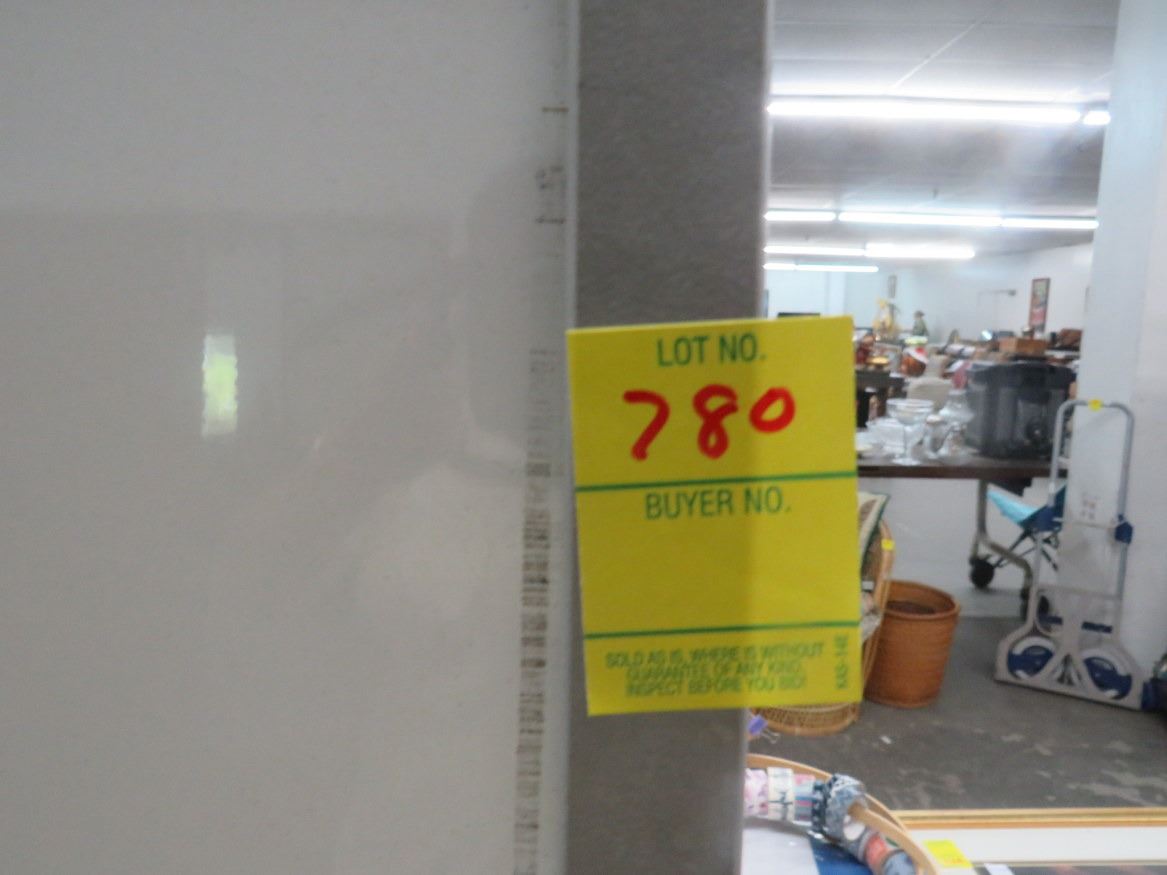 LOT NO.
780
BUYER NO.
SOLD AS IS, WHERE IS WITHOUT
GUARANTEE OF ANY KIND.
INSPECT BEFORE YOU BID!